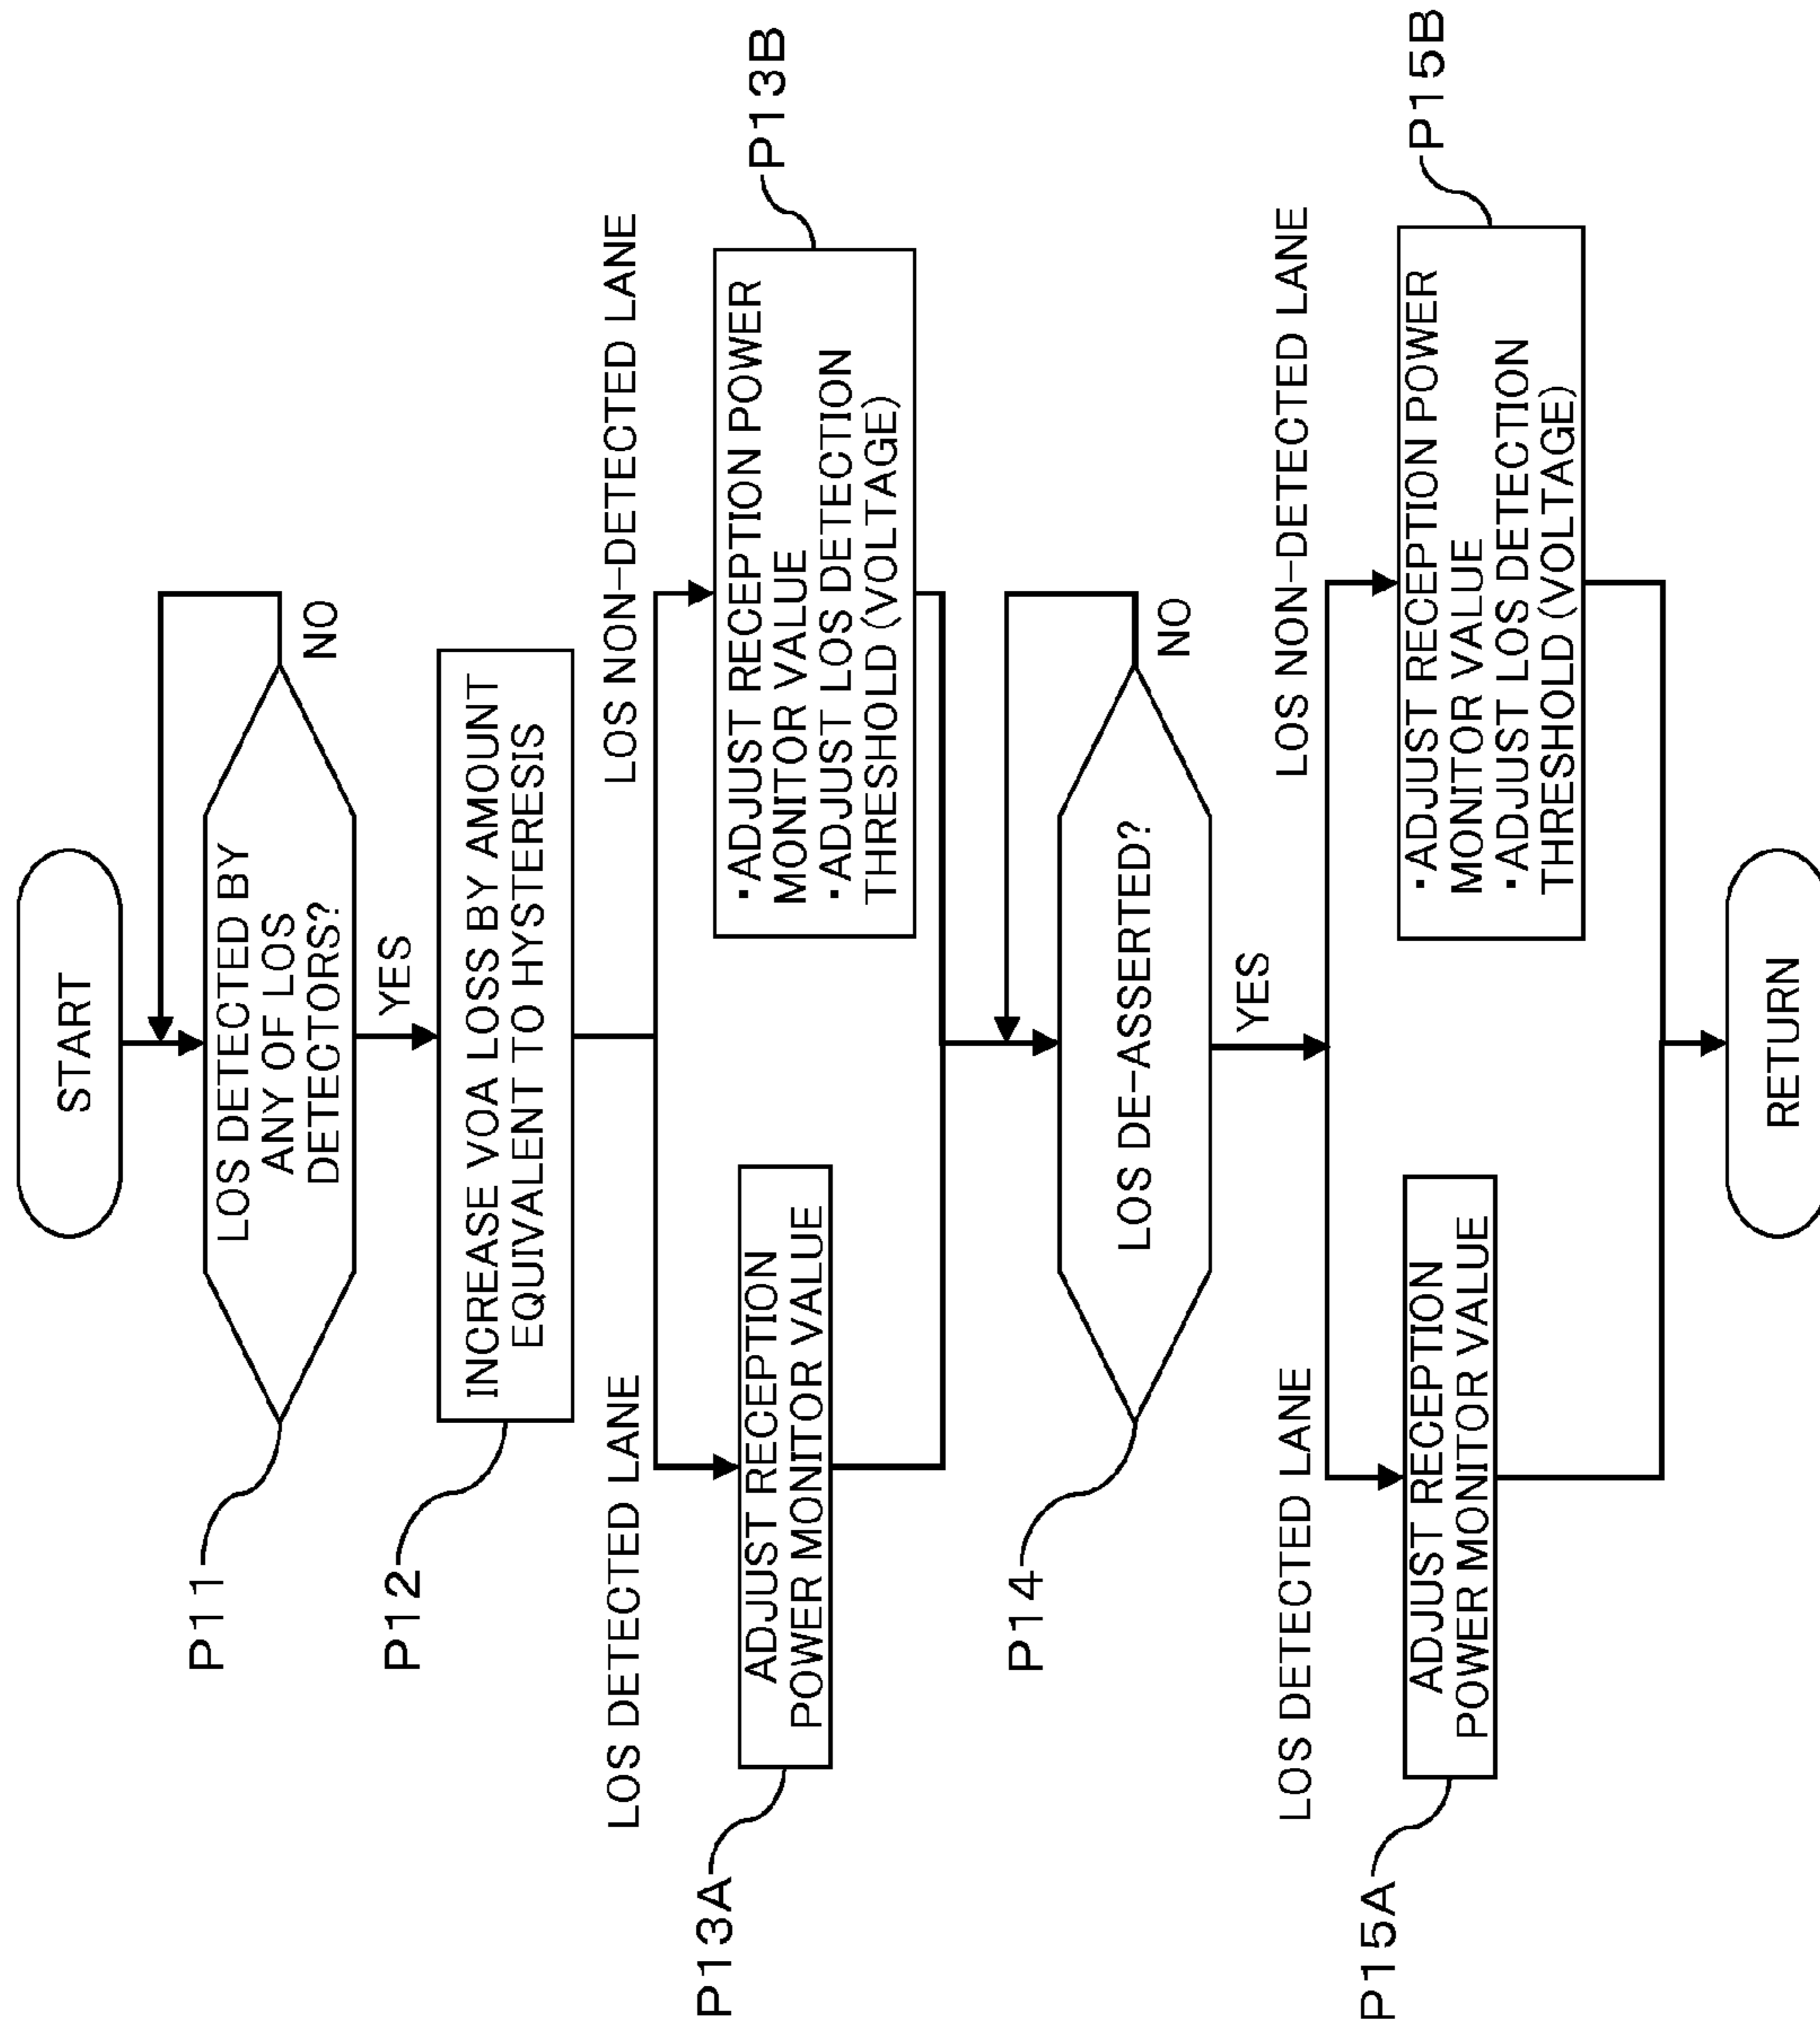 START
P11
LOS DETECTED BY
ANY OF LOS
DETECTORS?
NO
YES
P12
INCREASE VOA LOSS BY AMOUNT
EQUIVALENT TO HYSTERESIS
LOS DETECTED LANE
LOS NON-DETECTED LANE
P13A
ADJUST RECEPTION
POWER MONITOR VALUE
P13B
・ADJUST RECEPTION POWER
MONITOR VALUE
・ADJUST LOS DETECTION
THRESHOLD (VOLTAGE)
P14
LOS DE-ASSERTED?
NO
YES
LOS DETECTED LANE
LOS NON-DETECTED LANE
P15A
ADJUST RECEPTION
POWER MONITOR VALUE
P15B
・ADJUST RECEPTION POWER
MONITOR VALUE
・ADJUST LOS DETECTION
THRESHOLD (VOLTAGE)
RETURN